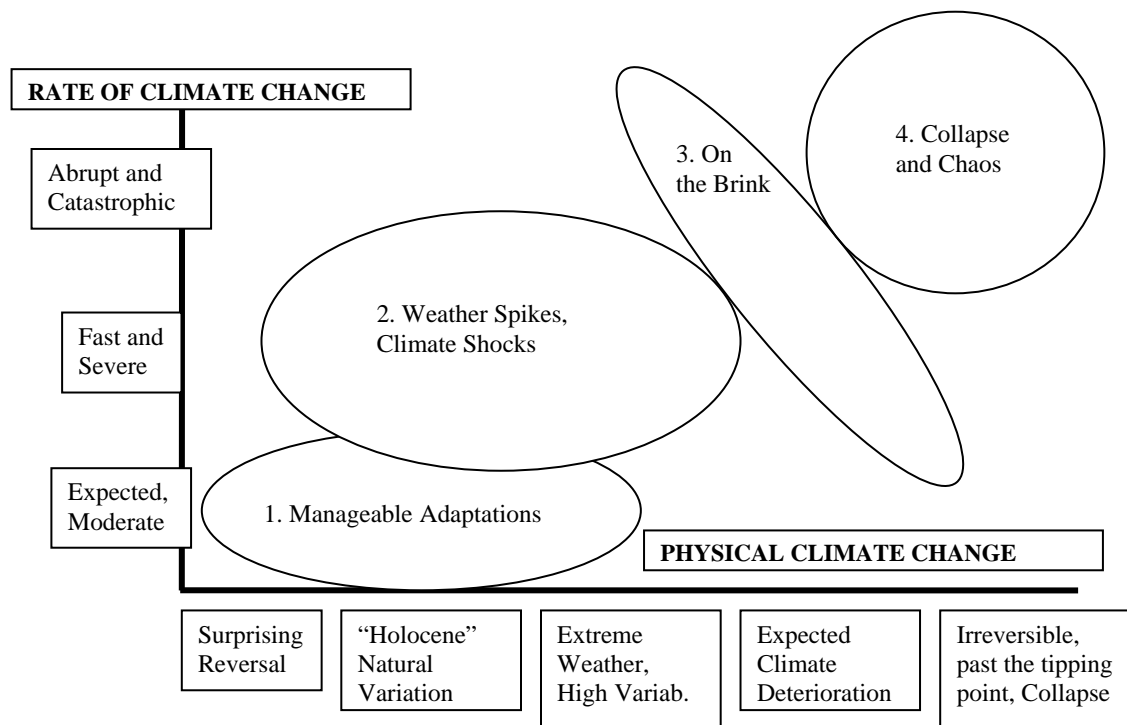 RATE OF CLIMATE CHANGE
Abrupt and
Catastrophic
Fast and
Severe
Expected,
Moderate
4. Collapse
and Chaos
3. On
the Brink
2. Weather Spikes,
Climate Shocks
1. Manageable Adaptations
PHYSICAL CLIMATE CHANGE
Surprising
Reversal
“Holocene”
Natural
Variation
Extreme
Weather,
High Variab.
Expected
Climate
Deterioration
Irreversible,
past the tipping
point, Collapse